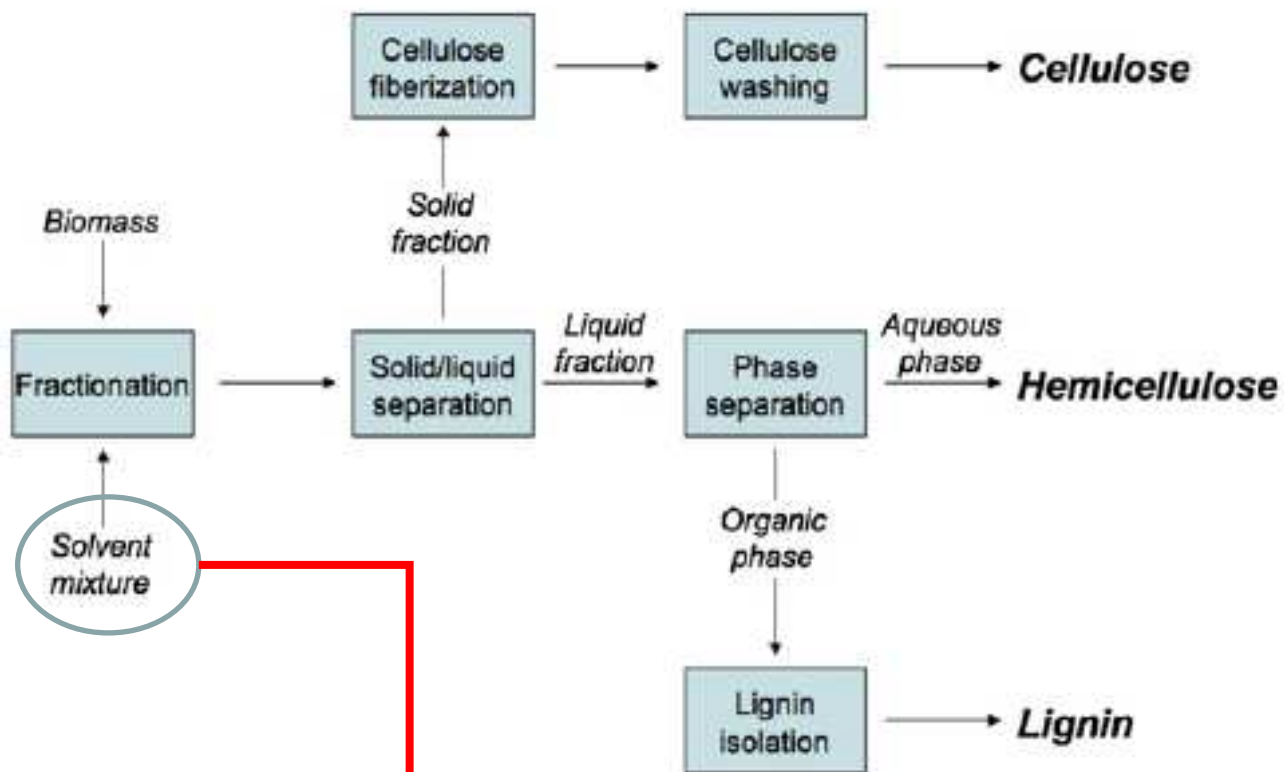 Cellulose
fiberization
Cellulose
washing
Cellulose
Solid
fraction
Biomass
Fractionation
Solid/liquid
separation
Liquid
fraction
Phase
separation
Aqueous
phase
Hemicellulose
Solvent
mixture
Organic
phase
Lignin
isolation
Lignin